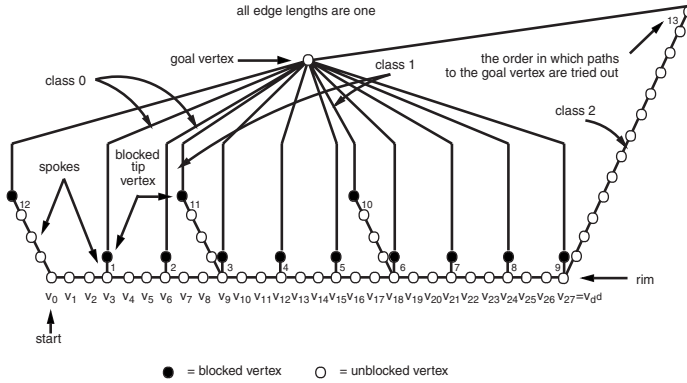 all edge lengths are one
13
goal vertex
the order in which paths
to the goal vertex are tried out
class 1
class 0
class 2
blocked
tip
vertex
spokes
12
11
10
1
2
3
4
5
6
7
8
9
rim
v0 v1 v2 v3 v4 v5 v6 v7 v8 v9 v10 v11 v12 v13 v14 v15 v16 v17 v18 v19 v20 v21 v22 v23 v24 v25 v26 v27=vdd
start
= blocked vertex
= unblocked vertex